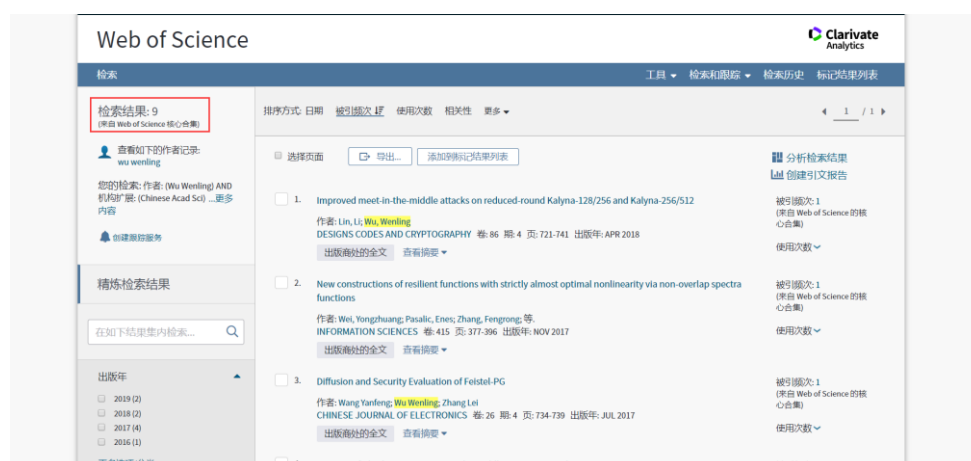 Web of Science
Clarivate
Analytics
检索
工具 检索和跟踪 检索历史 标记结果列表
检索结果: 9
(来自 Web of Science 核心合集)
查看如下的作者记录:
wu wenling
您的检索: 作者: (Wu Wenling) AND
机构扩展: (Chinese Acad Sci) ...更多
内容
创建跟踪服务
精炼检索结果
在如下结果集内检索...
出版年
2019 (2)
2018 (2)
2017 (4)
2016 (1)
排序方式: 日期 被引频次 使用次数 相关性 更多
1 / 1
选择页面 导出... 添加到标记结果列表
分析检索结果
创建引文报告
1. Improved meet-in-the-middle attacks on reduced-round Kalyna-128/256 and Kalyna-256/512
作者: Lin, Li; Wu, Wenling
DESIGNS CODES AND CRYPTOGRAPHY 卷: 86 期: 4 页: 721-741 出版年: APR 2018
出版商处的全文 查看摘要
被引频次: 1
(来自 Web of Science 的核
心合集)
使用次数
2. New constructions of resilient functions with strictly almost optimal nonlinearity via non-overlap spectra
functions
作者: Wei, Yongzhuang; Pasalic, Enes; Zhang, Fengrong; 等.
INFORMATION SCIENCES 卷: 415 页: 377-396 出版年: NOV 2017
出版商处的全文 查看摘要
被引频次: 1
(来自 Web of Science 的核
心合集)
使用次数
3. Diffusion and Security Evaluation of Feistel-PG
作者: Wang Yanfeng; Wu Wenling; Zhang Lei
CHINESE JOURNAL OF ELECTRONICS 卷: 26 期: 4 页: 734-739 出版年: JUL 2017
出版商处的全文 查看摘要
被引频次: 1
(来自 Web of Science 的核
心合集)
使用次数